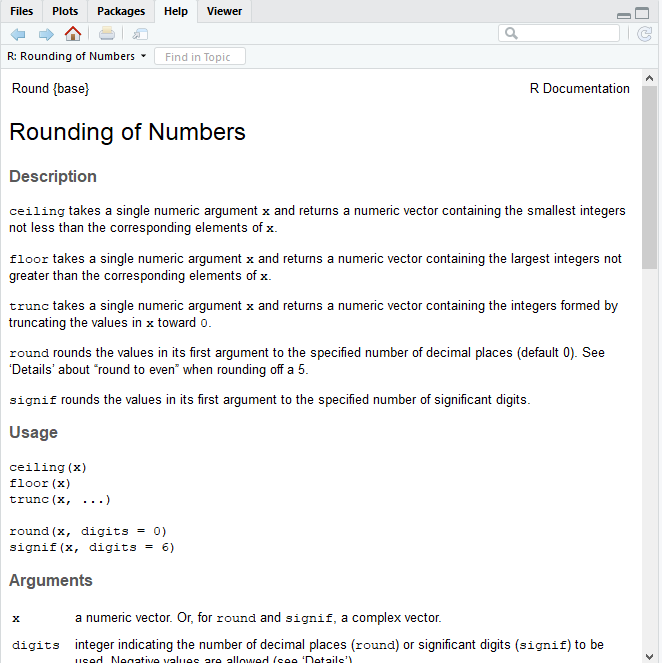 Files Plots Packages Help Viewer
R: Rounding of Numbers Find in Topic
Round {base} R Documentation
Rounding of Numbers
Description
ceiling takes a single numeric argument x and returns a numeric vector containing the smallest integers
not less than the corresponding elements of x.
floor takes a single numeric argument x and returns a numeric vector containing the largest integers not
greater than the corresponding elements of x.
trunc takes a single numeric argument x and returns a numeric vector containing the integers formed by
truncating the values in x toward 0.
round rounds the values in its first argument to the specified number of decimal places (default 0). See
‘Details’ about “round to even” when rounding off a 5.
signif rounds the values in its first argument to the specified number of significant digits.
Usage
ceiling(x)
floor(x)
trunc(x, ...)
round(x, digits = 0)
signif(x, digits = 6)
Arguments
x a numeric vector. Or, for round and signif, a complex vector.
digits integer indicating the number of decimal places (round) or significant digits (signif) to be
used. Negative values are allowed (see ‘Details’).